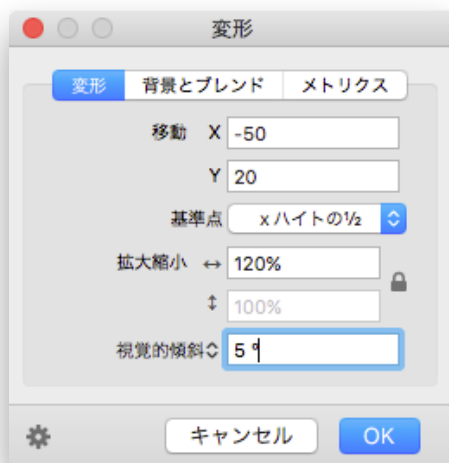 変形
変形 背景とブレンド メトリクス
移動 X -50
Y 20
基準点 x ハイトの½
拡大縮小 ↔ 120%
↕ 100%
視覚的傾斜 5 °
キャンセル OK